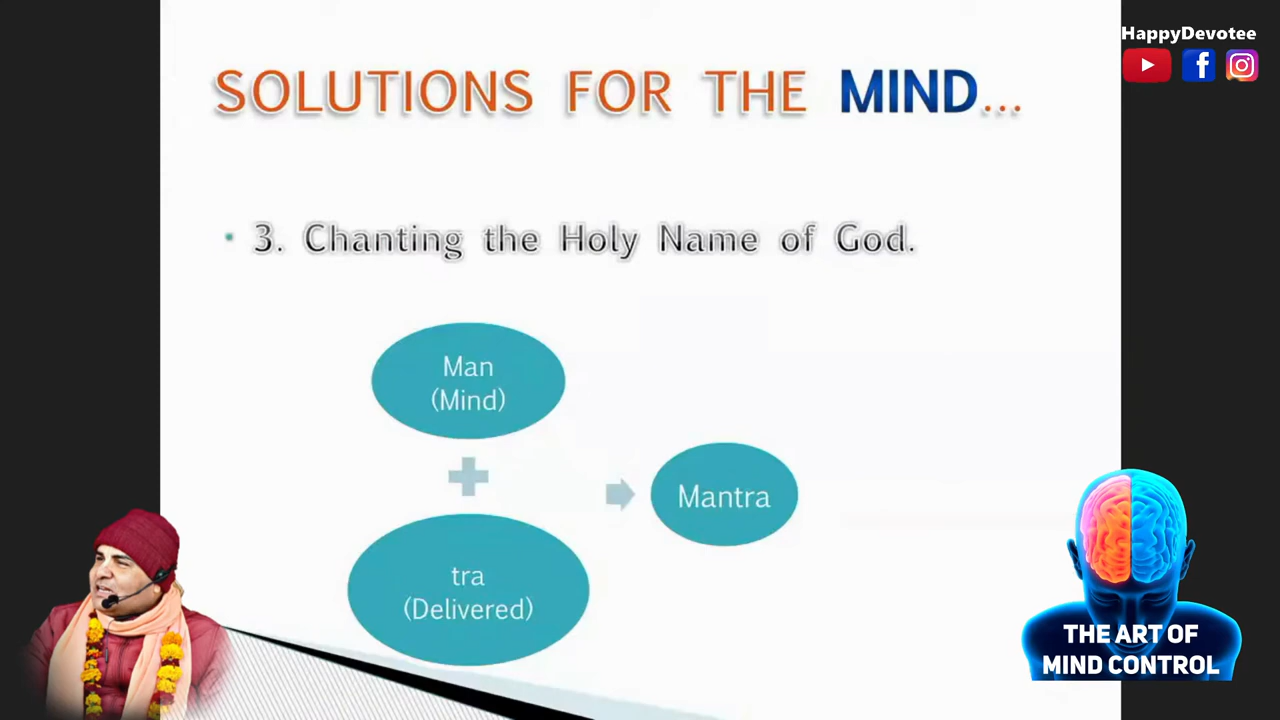 HappyDevotee
SOLUTIONS FOR THE MIND...
• 3. Chanting the Holy Name of God.
Man
(Mind)
Mantra
tra
(Delivered)
THE ART OF
MIND CONTROL